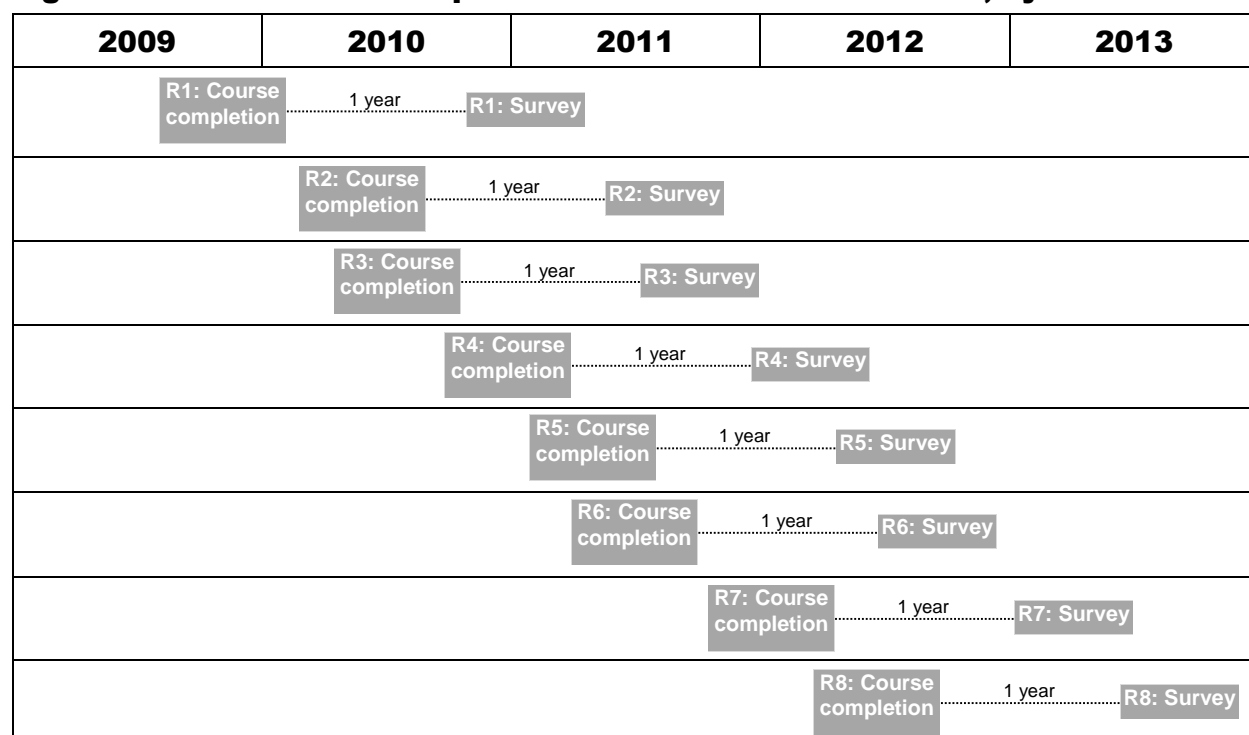 2009 2010 2011 2012 2013
R1: Course
completion
1 year
R1: Survey
R2: Course
completion
1 year
R2: Survey
R3: Course
completion
1 year
R3: Survey
R4: Course
completion
1 year
R4: Survey
R5: Course
completion
1 year
R5: Survey
R6: Course
completion
1 year
R6: Survey
R7: Course
completion
1 year
R7: Survey
R8: Course
completion
1 year
R8: Survey